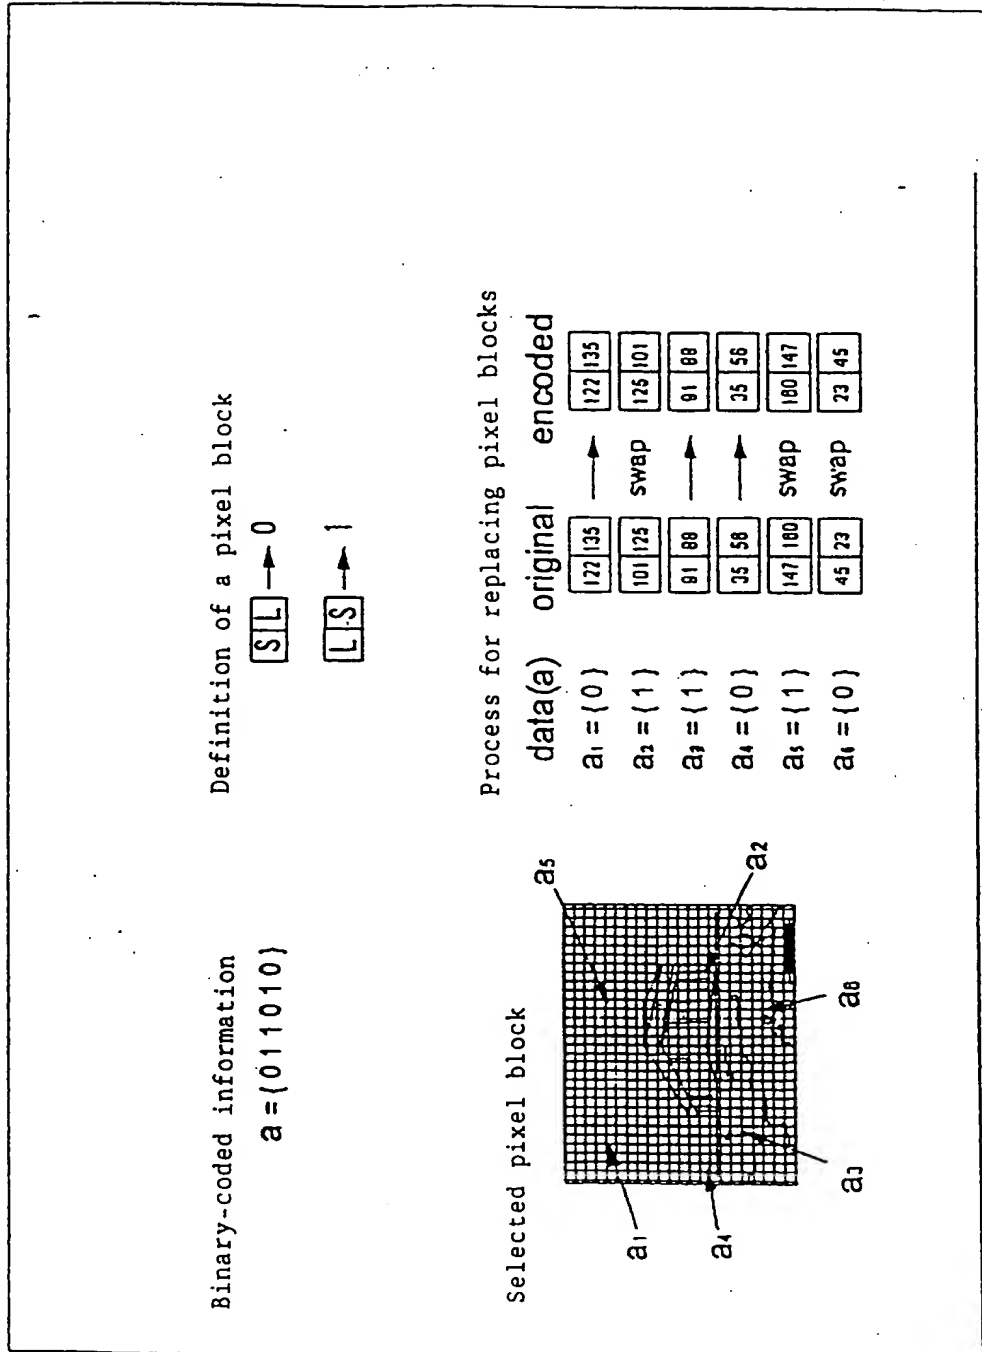 Binary-coded information
a = {011010}
Definition of a pixel block
S L → 0
L S → 1
Selected pixel block
a5
a1
a2
a4
a3
a6
Process for replacing pixel blocks
data(a) original encoded
a1 = {0} 122 135 → 122 135
a2 = {1} 101 125 swap 125 101
a3 = {1} 91 88 → 91 88
a4 = {0} 35 56 → 35 56
a5 = {1} 147 160 swap 160 147
a6 = {0} 45 23 swap 23 45